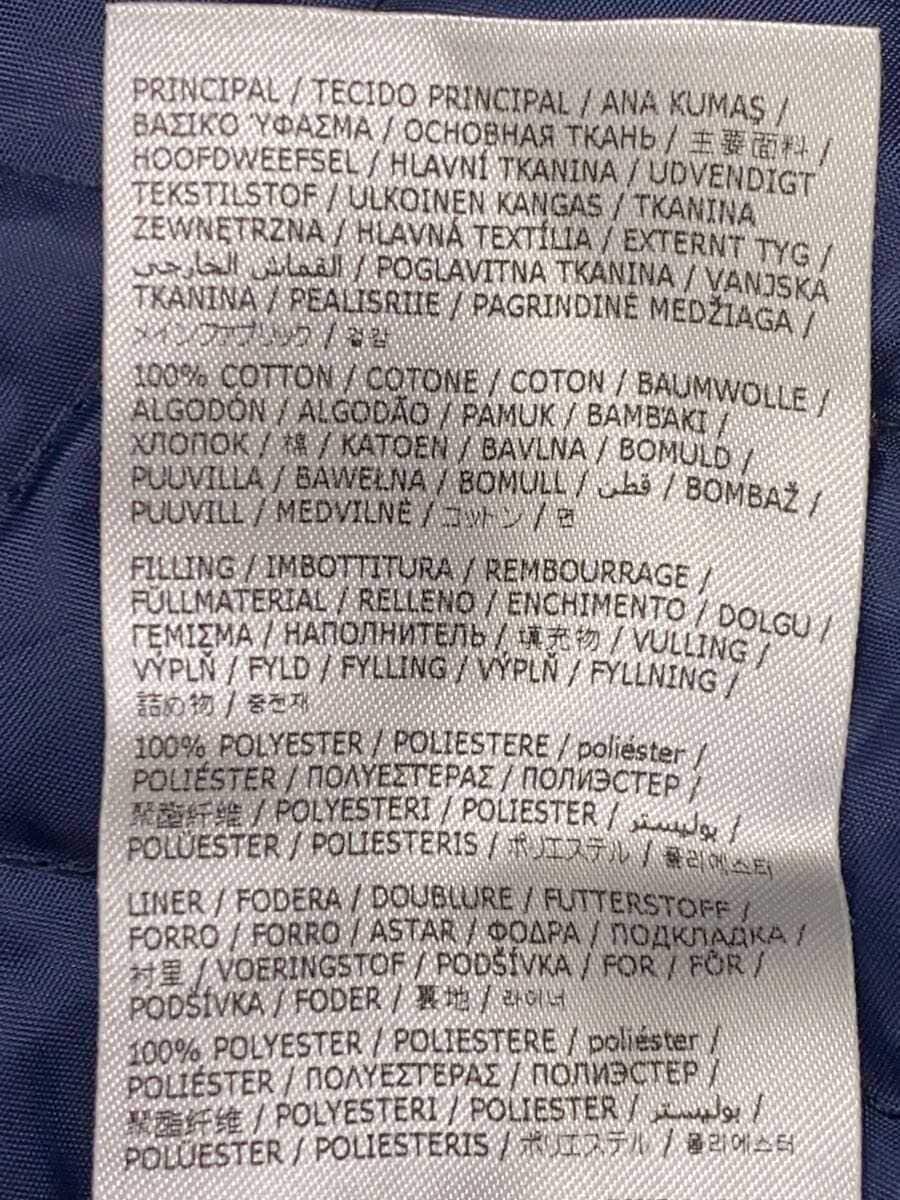 PRINCIPAL / TECIDO PRINCIPAL / ANA KUMAŞ /
ΒΑΣΙΚΌ ΎΦΑΣΜΑ / ОСНОВНАЯ ТКАНЬ / 主要面料 /
HOOFDWEEFSEL / HLAVNÍ TKANINA / UDVENDIGT
TEKSTILSTOF / ULKOINEN KANGAS / TKANINA
ZEWNĘTRZNA / HLAVNÁ TEXTÍLIA / EXTERNT TYG /
القماش الخارجي / POGLAVITNA TKANINA / VANJSKA
TKANINA / PEALISRIIE / PAGRINDINĖ MEDŽIAGA /
メインファブリック / 겉감
100% COTTON / COTONE / COTON / BAUMWOLLE /
ALGODÓN / ALGODÃO / PAMUK / ΒΑΜΒΆΚΙ /
ХЛОПОК / 棉 / KATOEN / BAVLNA / BOMULD /
PUUVILLA / BAWEŁNA / BOMULL / قطن / BOMBAŽ /
PUUVILL / MEDVILNĖ / コットン / 면
FILLING / IMBOTTITURA / REMBOURRAGE /
FÜLLMATERIAL / RELLENO / ENCHIMENTO / DOLGU /
ΓΕΜΙΣΜΑ / НАПОЛНИТЕЛЬ / 填充物 / VULLING /
VÝPLŇ / FYLD / FYLLING / VÝPLŇ / FYLLNING /
詰め物 / 충전재
100% POLYESTER / POLIESTERE / poliéster /
POLIÉSTER / ΠΟΛΥΕΣΤΕΡΑΣ / ПОЛИЭСТЕР /
聚酯纤维 / POLYESTERI / POLIESTER / بوليستر /
POLÜESTER / POLIESTERIS / ポリエステル / 폴리에스터
LINER / FODERA / DOUBLURE / FUTTERSTOFF /
FORRO / FORRO / ASTAR / ΦΟΔΡΑ / ПОДКЛАДКА /
衬里 / VOERINGSTOF / PODŠÍVKA / FOR / FÔR /
PODŠÍVKA / FODER / 裏地 / 라이너
100% POLYESTER / POLIESTERE / poliéster /
POLIÉSTER / ΠΟΛΥΕΣΤΕΡΑΣ / ПОЛИЭСТЕР /
聚酯纤维 / POLYESTERI / POLIESTER / بوليستر /
POLÜESTER / POLIESTERIS / ポリエステル / 폴리에스터